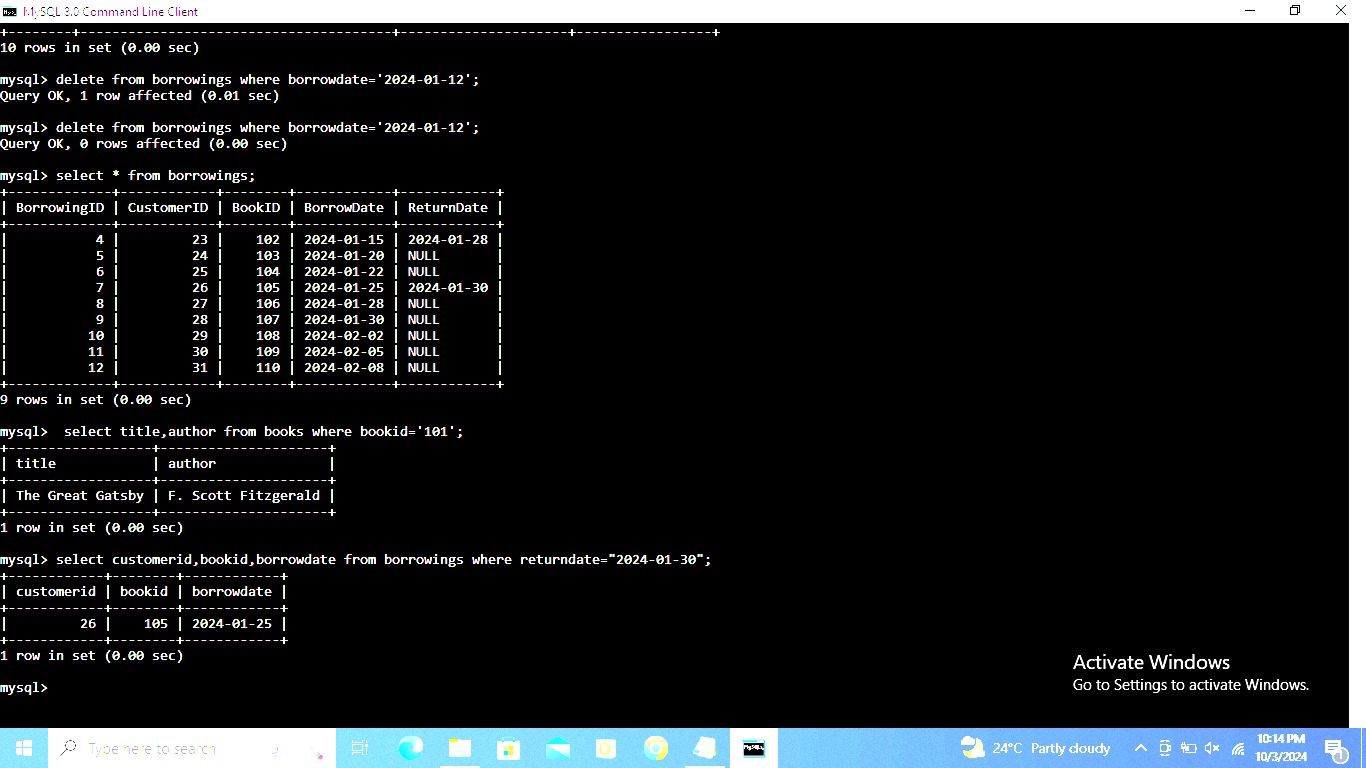 MySQL 8.0 Command Line Client
+--------+---------------------------------------+---------------------+-----------------+
10 rows in set (0.00 sec)
mysql> delete from borrowings where borrowdate='2024-01-12';
Query OK, 1 row affected (0.01 sec)
mysql> delete from borrowings where borrowdate='2024-01-12';
Query OK, 0 rows affected (0.00 sec)
mysql> select * from borrowings;
+-------------+------------+--------+------------+------------+
| BorrowingID | CustomerID | BookID | BorrowDate | ReturnDate |
+-------------+------------+--------+------------+------------+
|           4 |         23 |    102 | 2024-01-15 | 2024-01-28 |
|           5 |         24 |    103 | 2024-01-20 | NULL       |
|           6 |         25 |    104 | 2024-01-22 | NULL       |
|           7 |         26 |    105 | 2024-01-25 | 2024-01-30 |
|           8 |         27 |    106 | 2024-01-28 | NULL       |
|           9 |         28 |    107 | 2024-01-30 | NULL       |
|          10 |         29 |    108 | 2024-02-02 | NULL       |
|          11 |         30 |    109 | 2024-02-05 | NULL       |
|          12 |         31 |    110 | 2024-02-08 | NULL       |
+-------------+------------+--------+------------+------------+
9 rows in set (0.00 sec)
mysql>  select title,author from books where bookid='101';
+------------------+---------------------+
| title            | author              |
+------------------+---------------------+
| The Great Gatsby | F. Scott Fitzgerald |
+------------------+---------------------+
1 row in set (0.00 sec)
mysql> select customerid,bookid,borrowdate from borrowings where returndate="2024-01-30";
+------------+--------+------------+
| customerid | bookid | borrowdate |
+------------+--------+------------+
|         26 |    105 | 2024-01-25 |
+------------+--------+------------+
1 row in set (0.00 sec)
mysql>
Activate Windows
Go to Settings to activate Windows.
Type here to search
MySQL
24°C Partly cloudy
10:14 PM
10/3/2024
1